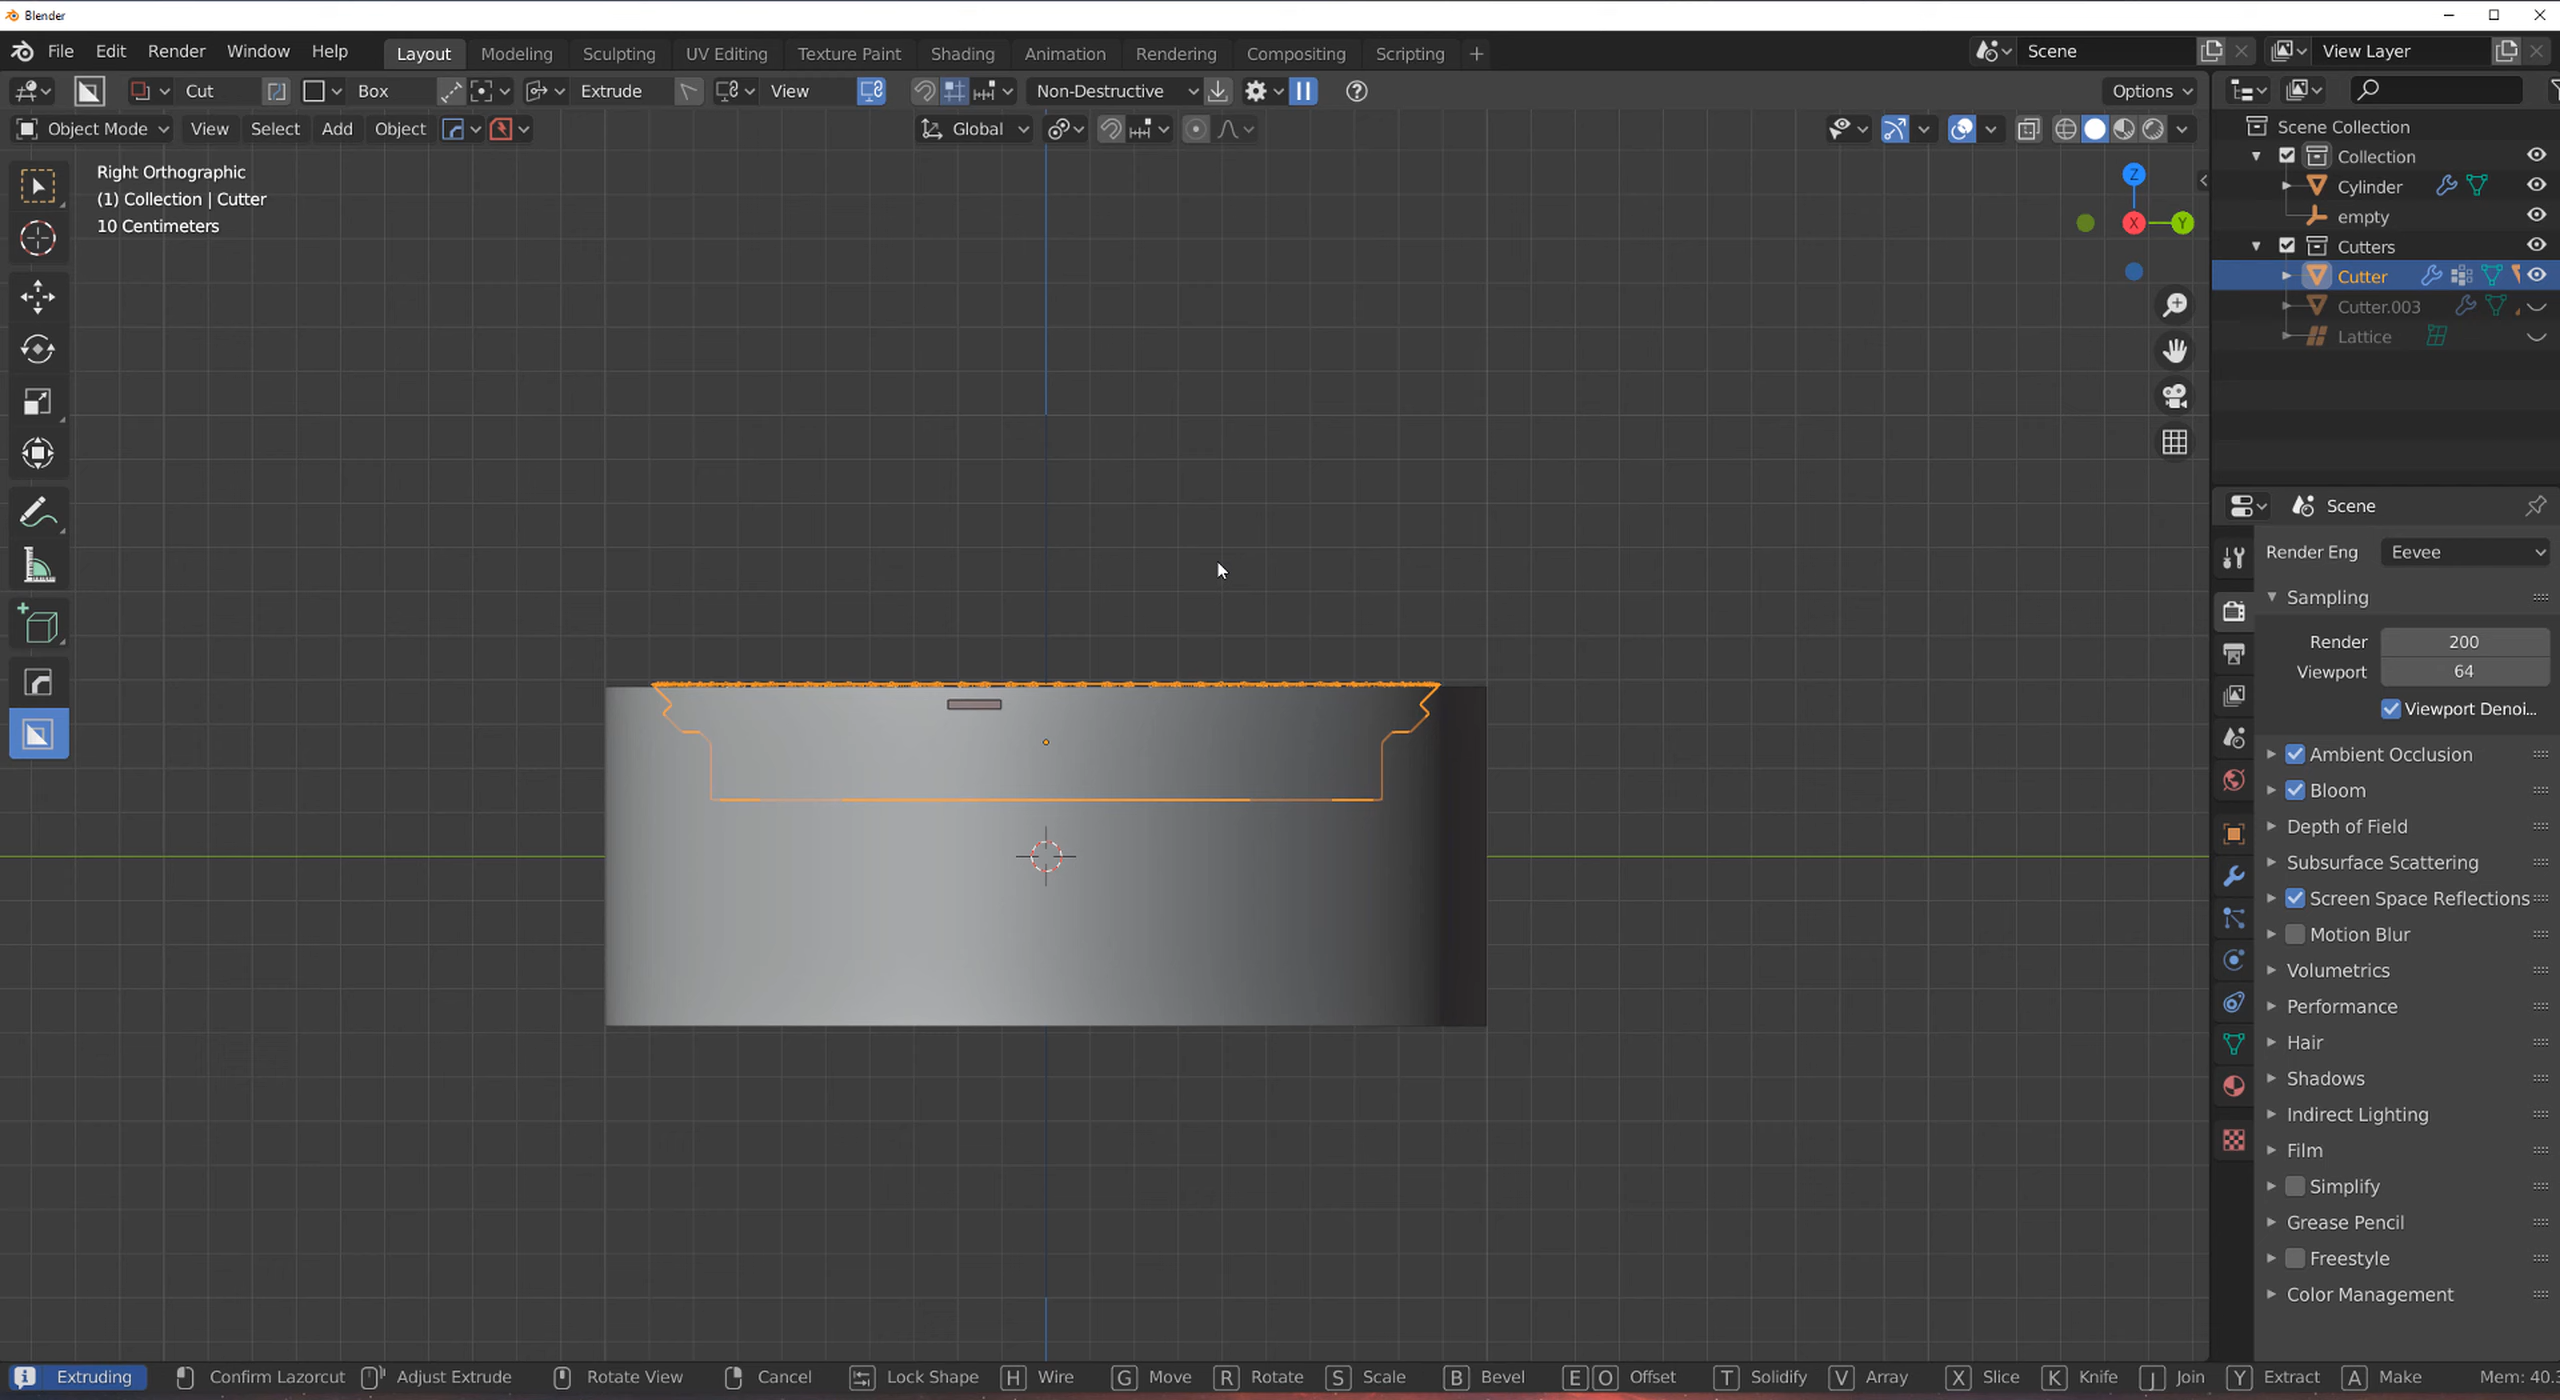 Blender
File Edit Render Window Help Layout Modeling Sculpting UV Editing Texture Paint Shading Animation Rendering Compositing Scripting + Scene View Layer
Cut Box Extrude View Non-Destructive Options
Object Mode View Select Add Object Global
Right Orthographic
(1) Collection | Cutter
10 Centimeters
Z
X
Y
Scene Collection
Collection
Cylinder
empty
Cutters
Cutter
Cutter.003
Lattice
Scene
Render Eng Eevee
Sampling
Render 200
Viewport 64
Viewport Denoi...
Ambient Occlusion
Bloom
Depth of Field
Subsurface Scattering
Screen Space Reflections
Motion Blur
Volumetrics
Performance
Hair
Shadows
Indirect Lighting
Film
Simplify
Grease Pencil
Freestyle
Color Management
Extruding Confirm Lazorcut Adjust Extrude Rotate View Cancel Lock Shape H Wire G Move R Rotate S Scale B Bevel E O Offset T Solidify V Array X Slice K Knife J Join Y Extract A Make Mem: 40.